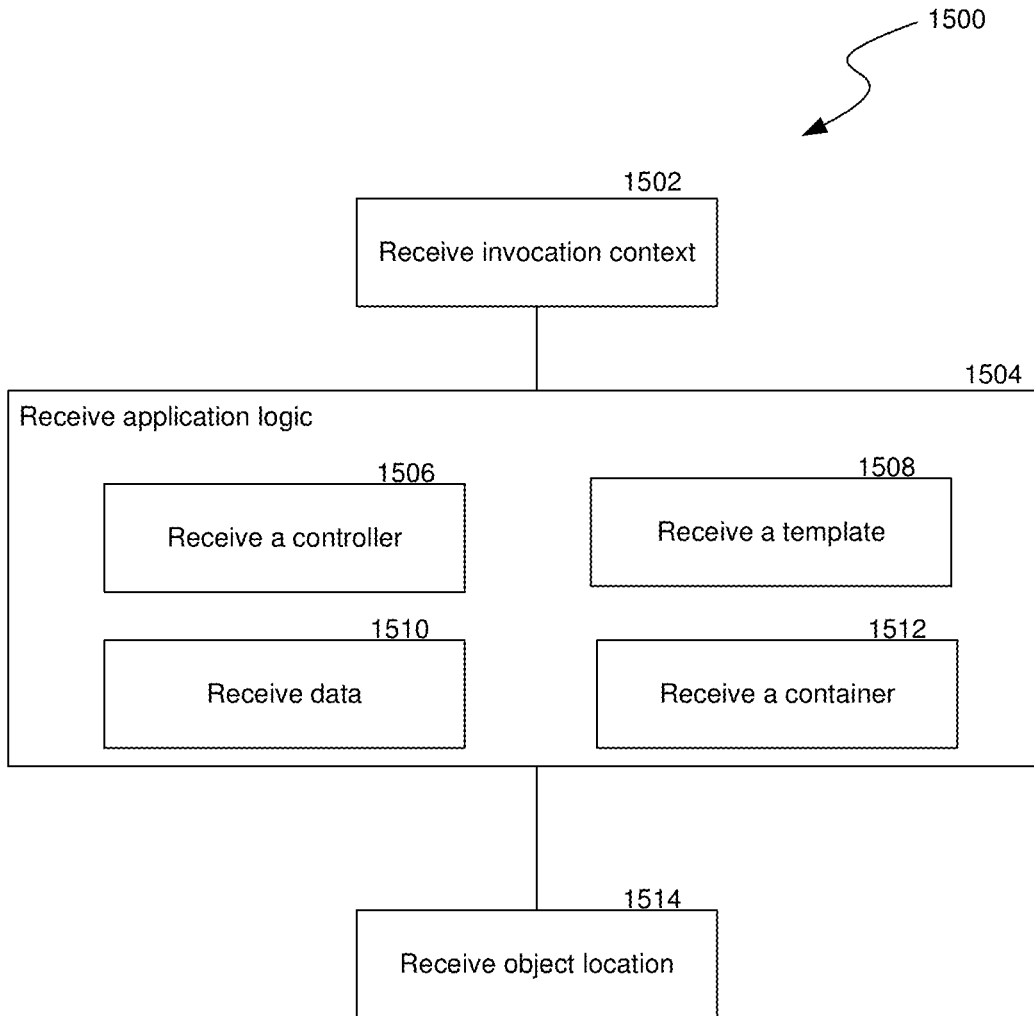 1500
1502
Receive invocation context
1504
Receive application logic
1506
Receive a controller
1508
Receive a template
1510
Receive data
1512
Receive a container
1514
Receive object location